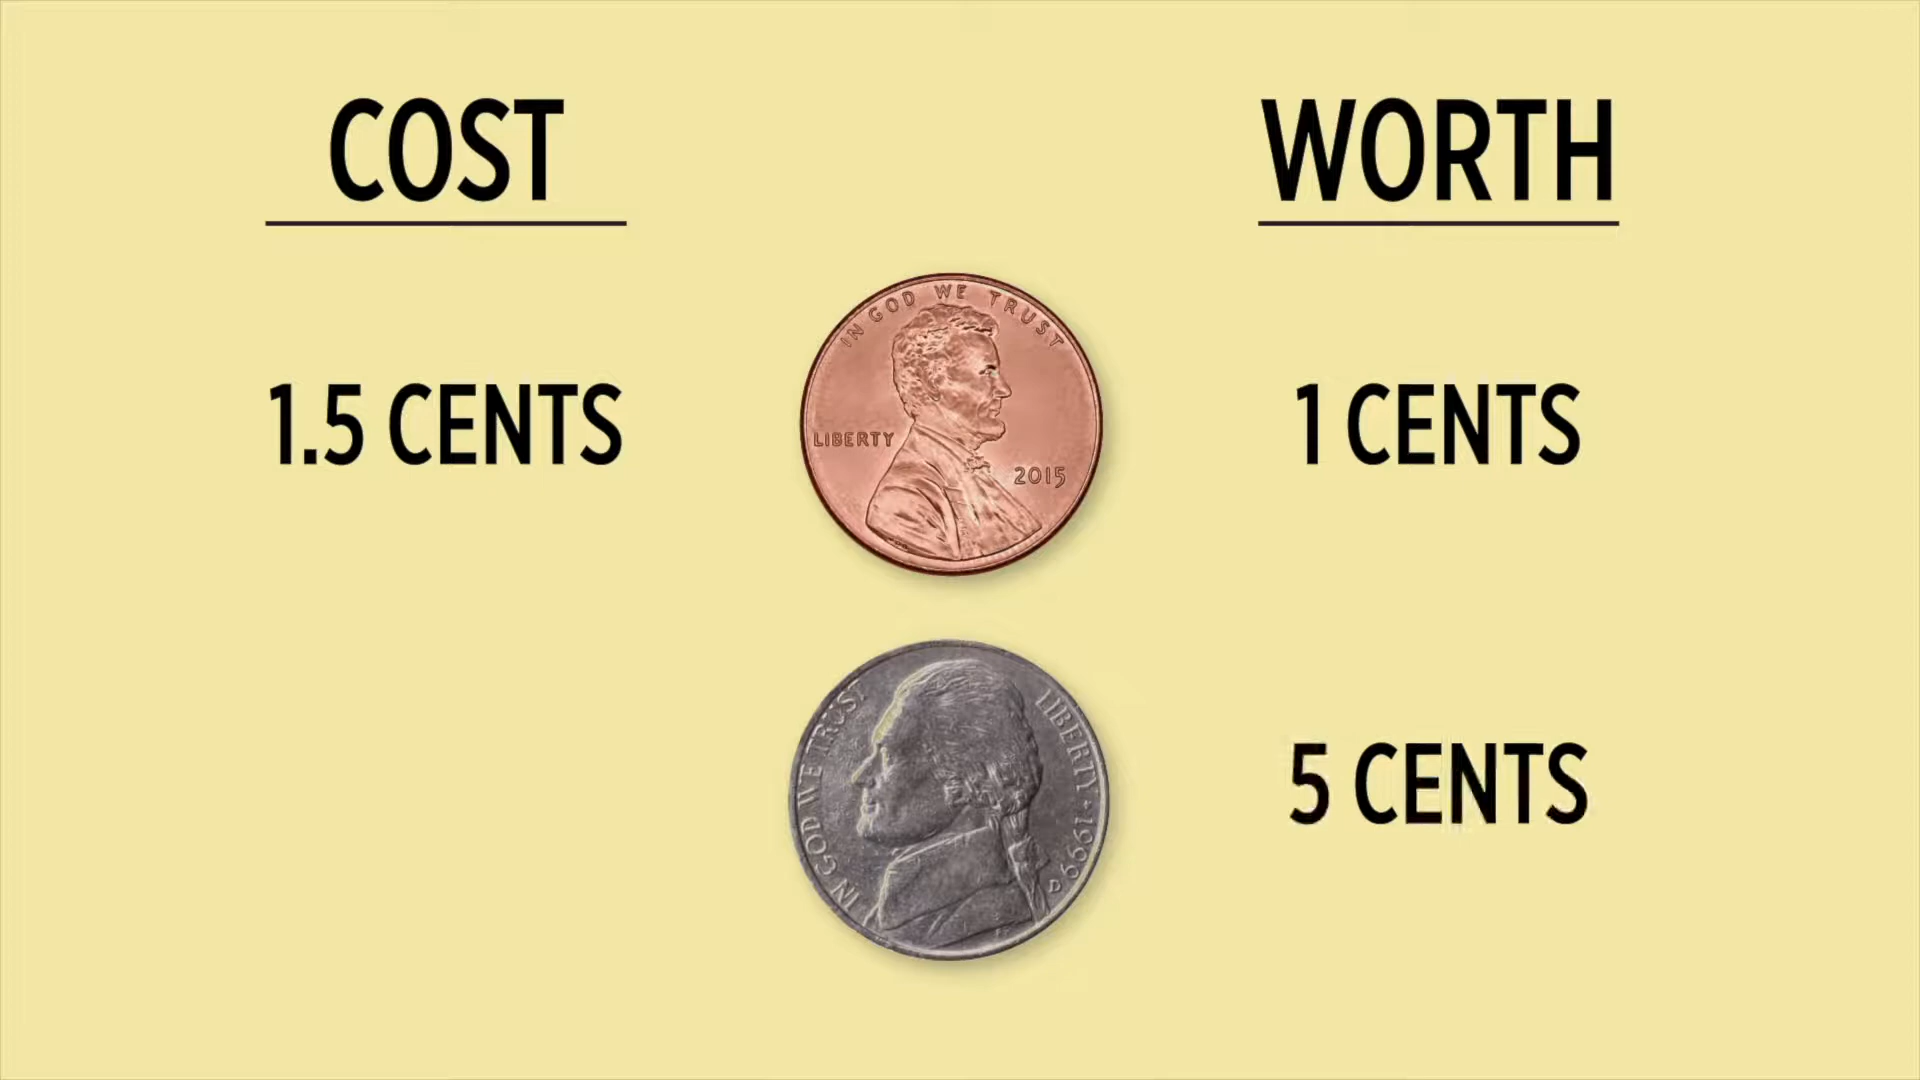 COST
WORTH
1.5 CENTS
IN GOD WE TRUST
LIBERTY
2015
1 CENTS
IN GOD WE TRUST
LIBERTY 1999
D
5 CENTS